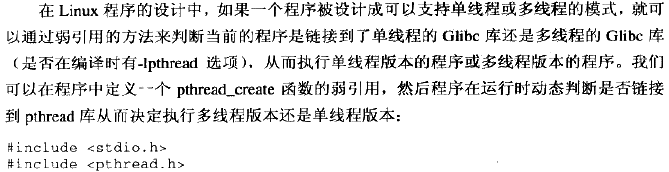 在 Linux 程序的设计中，如果一个程序被设计成可以支持单线程或多线程的模式，就可
以通过弱引用的方法来判断当前的程序是链接到了单线程的 Glibc 库还是多线程的 Glibc 库
（是否在编译时有-lpthread 选项），从而执行单线程版本的程序或多线程版本的程序。我们
可以在程序中定义一个 pthread_create 函数的弱引用，然后程序在运行时动态判断是否链接
到 pthread 库从而决定执行多线程版本还是单线程版本：
#include <stdio.h>
#include <pthread.h>